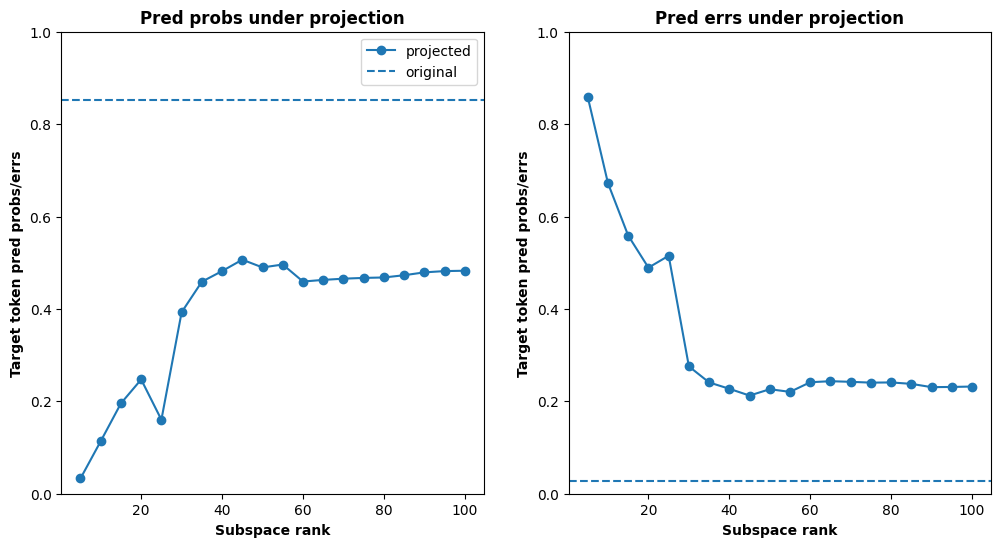 Pred probs under projection
Target token pred probs/errs
1.0
0.8
0.6
0.4
0.2
0.0
20
40
60
80
100
Subspace rank
projected
original
Pred errs under projection
Target token pred probs/errs
1.0
0.8
0.6
0.4
0.2
0.0
20
40
60
80
100
Subspace rank